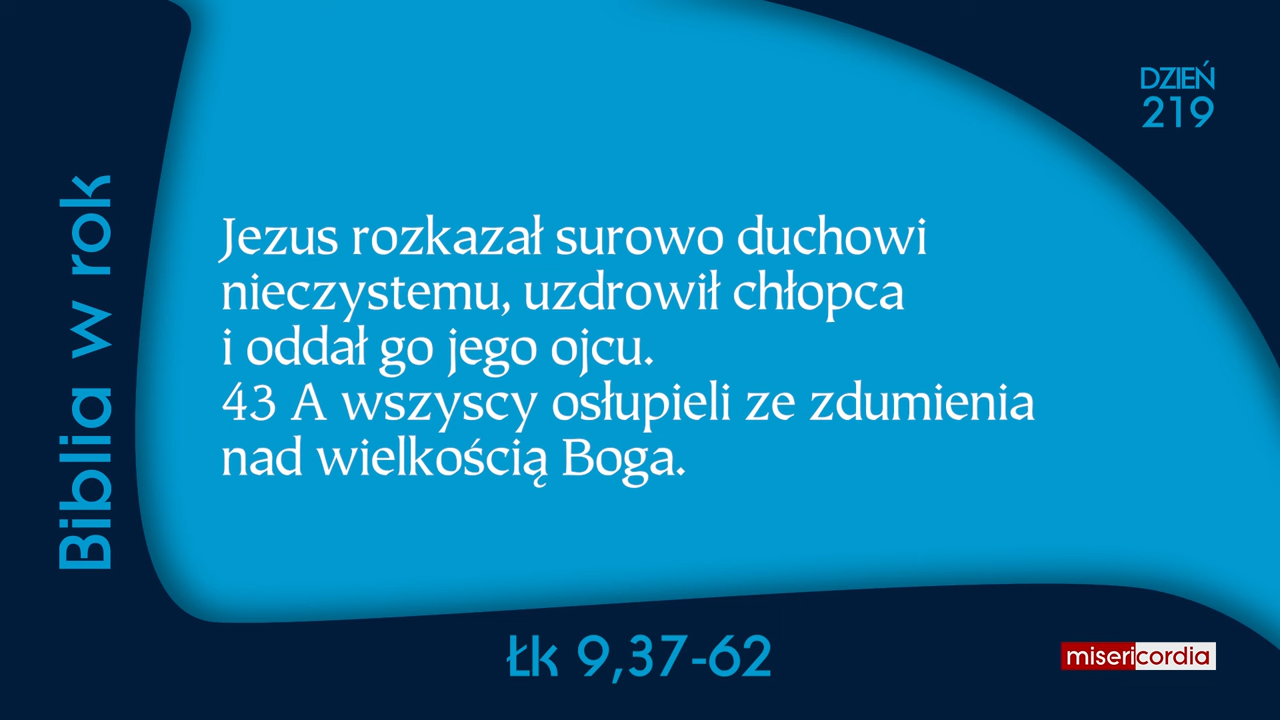 DZIEŃ
219
Biblia w rok
Jezus rozkazał surowo duchowi
nieczystemu, uzdrowił chłopca
i oddał go jego ojcu.
43 A wszyscy osłupieli ze zdumienia
nad wielkością Boga.
Łk 9,37-62
misericordia